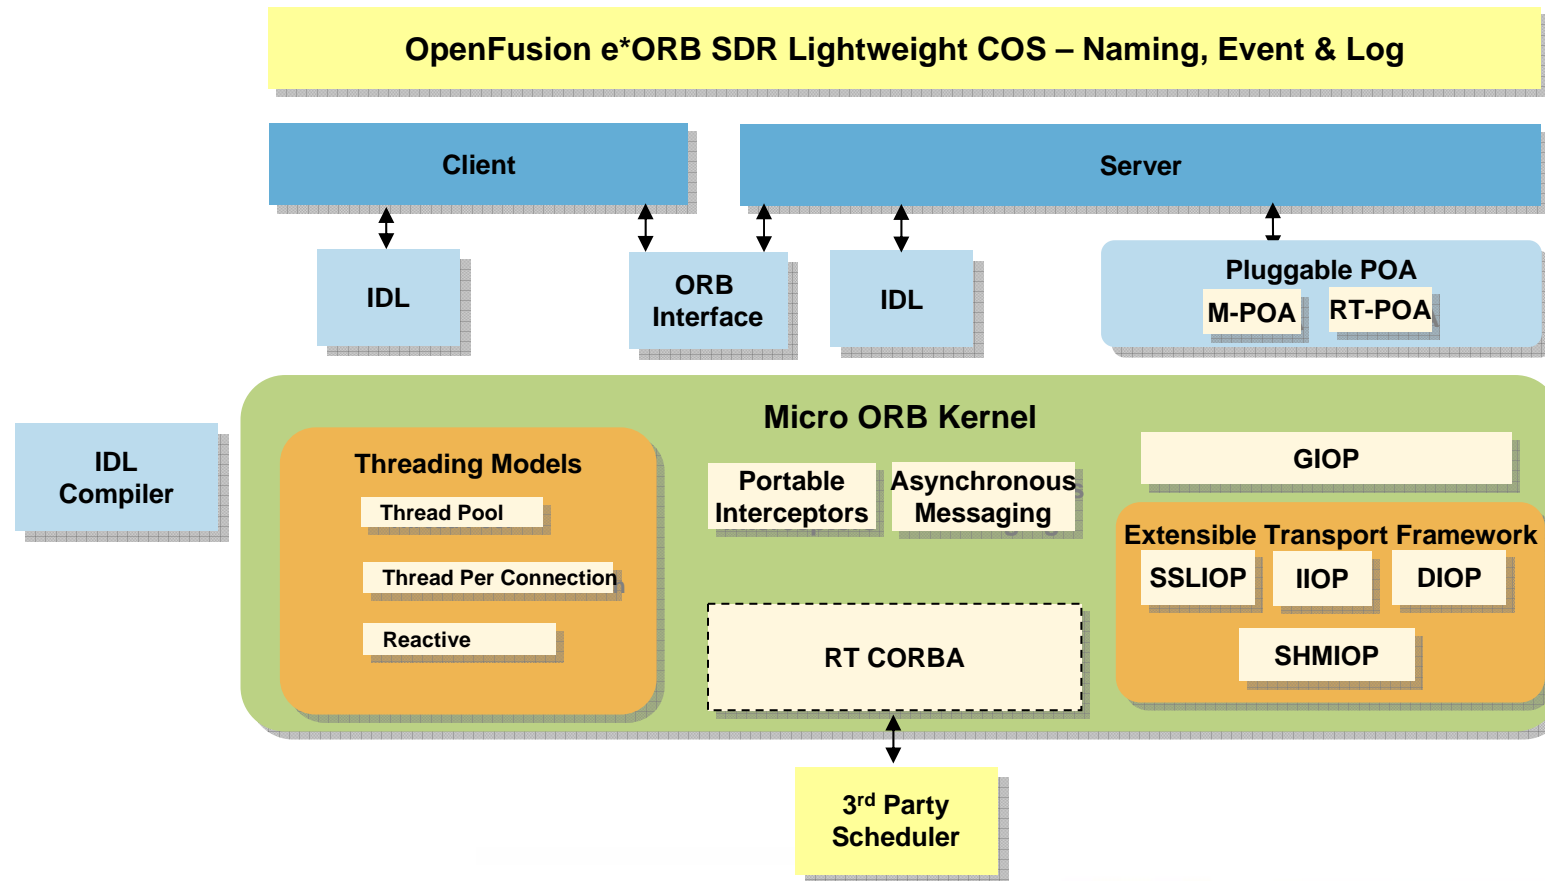 OpenFusion e*ORB SDR Lightweight COS – Naming, Event & Log
Client
Server
IDL
ORB
Interface
IDL
Pluggable POA
M-POA
RT-POA
IDL
Compiler
Micro ORB Kernel
Threading Models
Thread Pool
Thread Per Connection
Reactive
Portable
Interceptors
Asynchronous
Messaging
RT CORBA
GIOP
Extensible Transport Framework
SSLIOP
IIOP
DIOP
SHMIOP
3rd Party
Scheduler